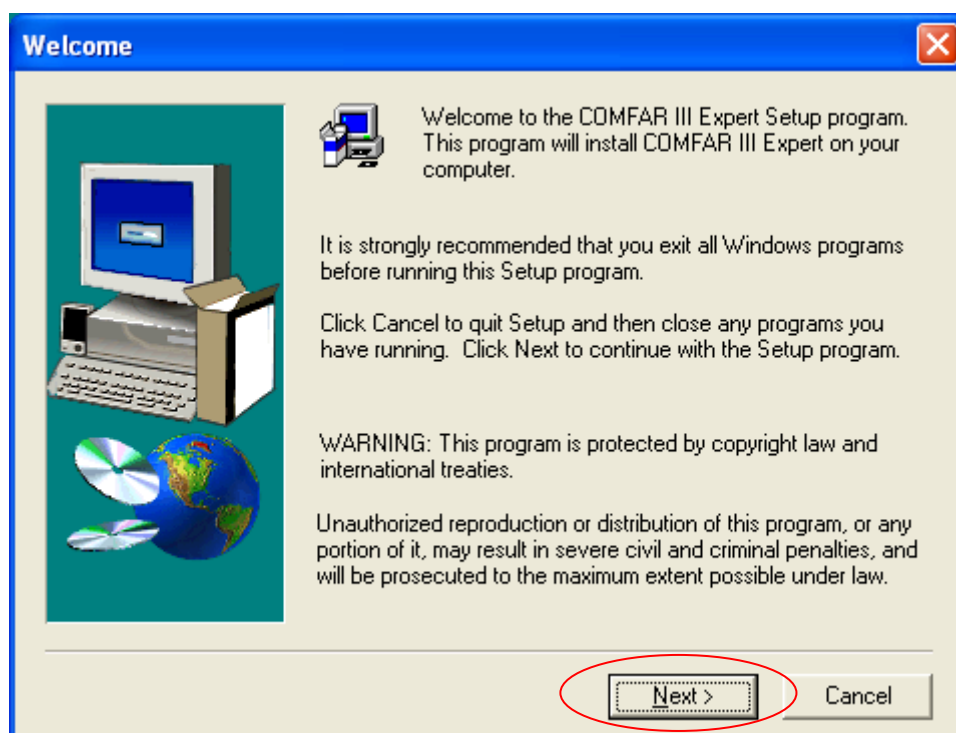 Welcome
Welcome to the COMFAR III Expert Setup program.
This program will install COMFAR III Expert on your
computer.
It is strongly recommended that you exit all Windows programs
before running this Setup program.
Click Cancel to quit Setup and then close any programs you
have running.  Click Next to continue with the Setup program.
WARNING: This program is protected by copyright law and
international treaties.
Unauthorized reproduction or distribution of this program, or any
portion of it, may result in severe civil and criminal penalties, and
will be prosecuted to the maximum extent possible under law.
Next >
Cancel